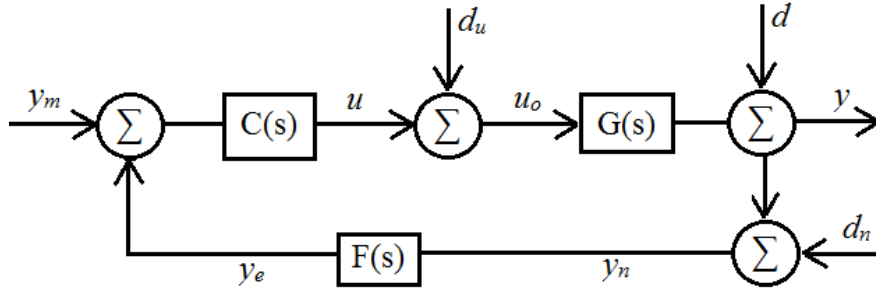 d_u
d
y_m
∑
C(s)
u
∑
u_o
G(s)
∑
y
y_e
F(s)
y_n
∑
d_n